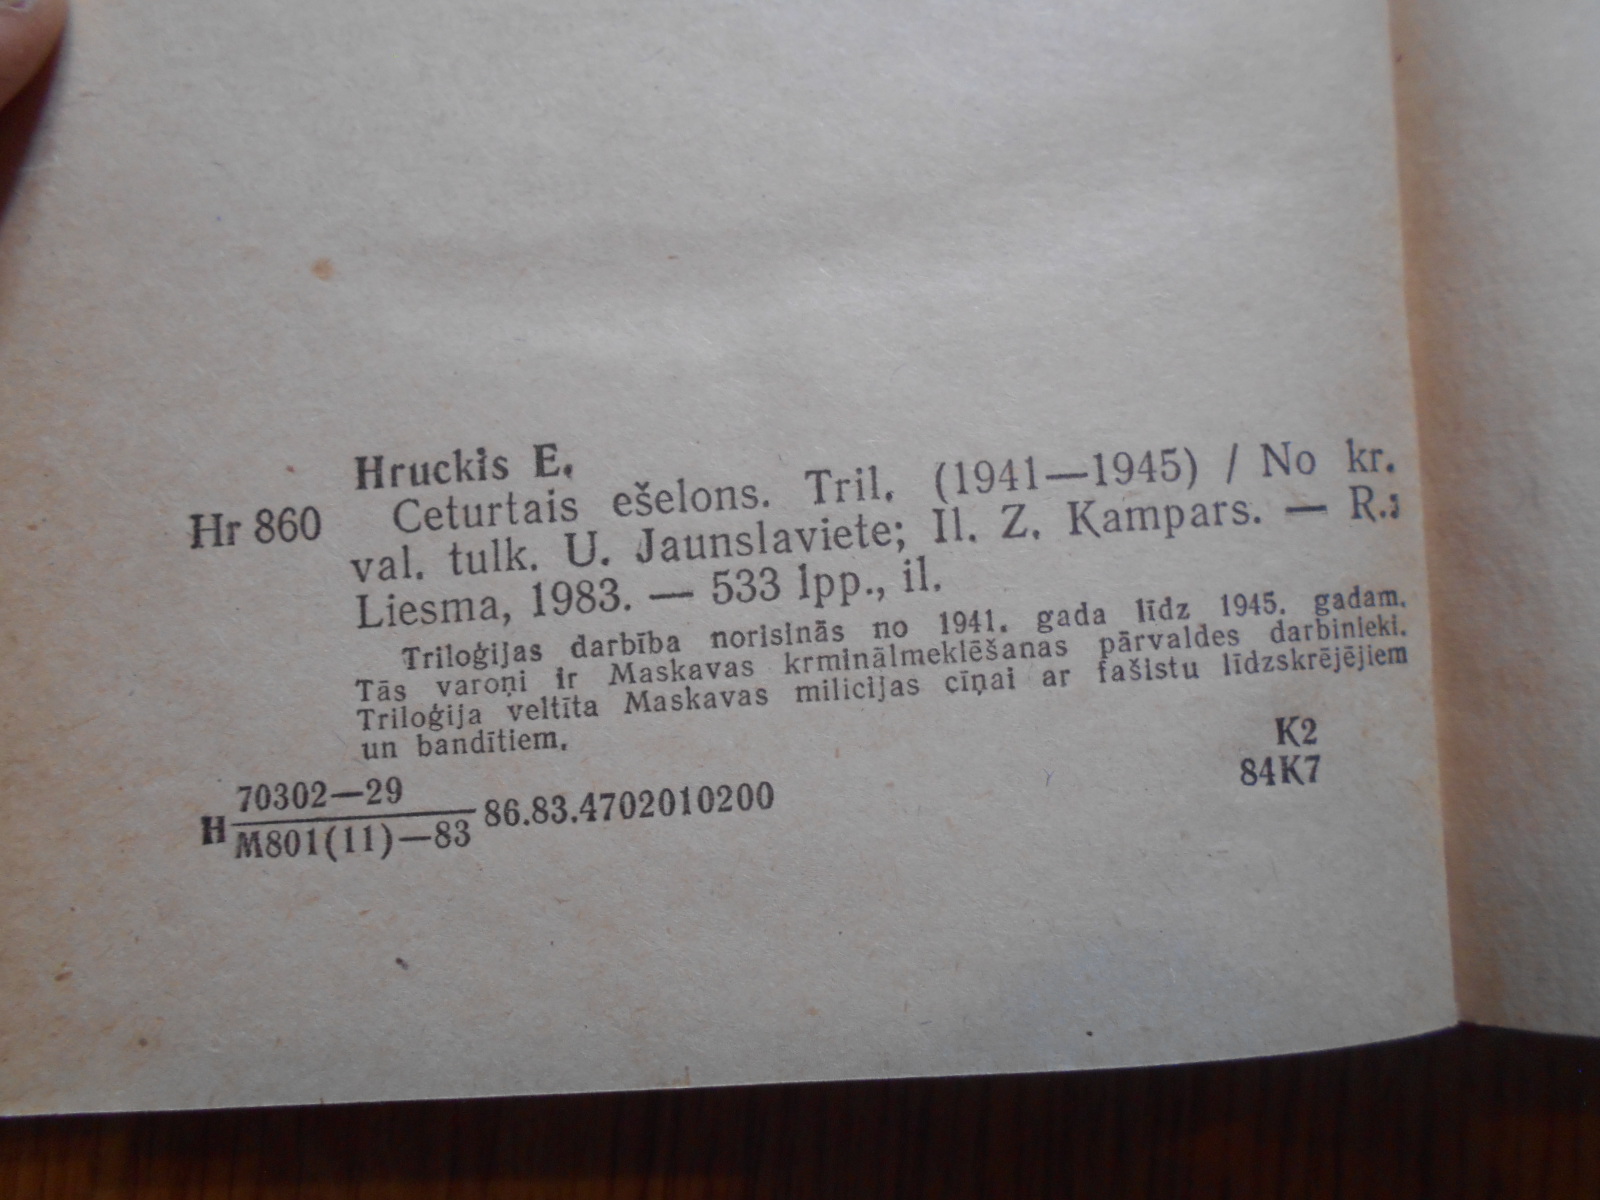 Hruckis E.
Hr 860 Ceturtais ešelons. Tril. (1941—1945) / No kr.
val. tulk. U. Jaunslaviete; Il. Z. Kampars. — R.:
Liesma, 1983. — 533 lpp., il.
Triloģijas darbība norisinās no 1941. gada līdz 1945. gadam.
Tās varoņi ir Maskavas krminālmeklēšanas pārvaldes darbinieki.
Triloģija veltīta Maskavas milicijas cīņai ar fašistu līdzskrējējiem
un bandītiem.
K2
84K7
70302—29
H 86.83.4702010200
M801(11)—83